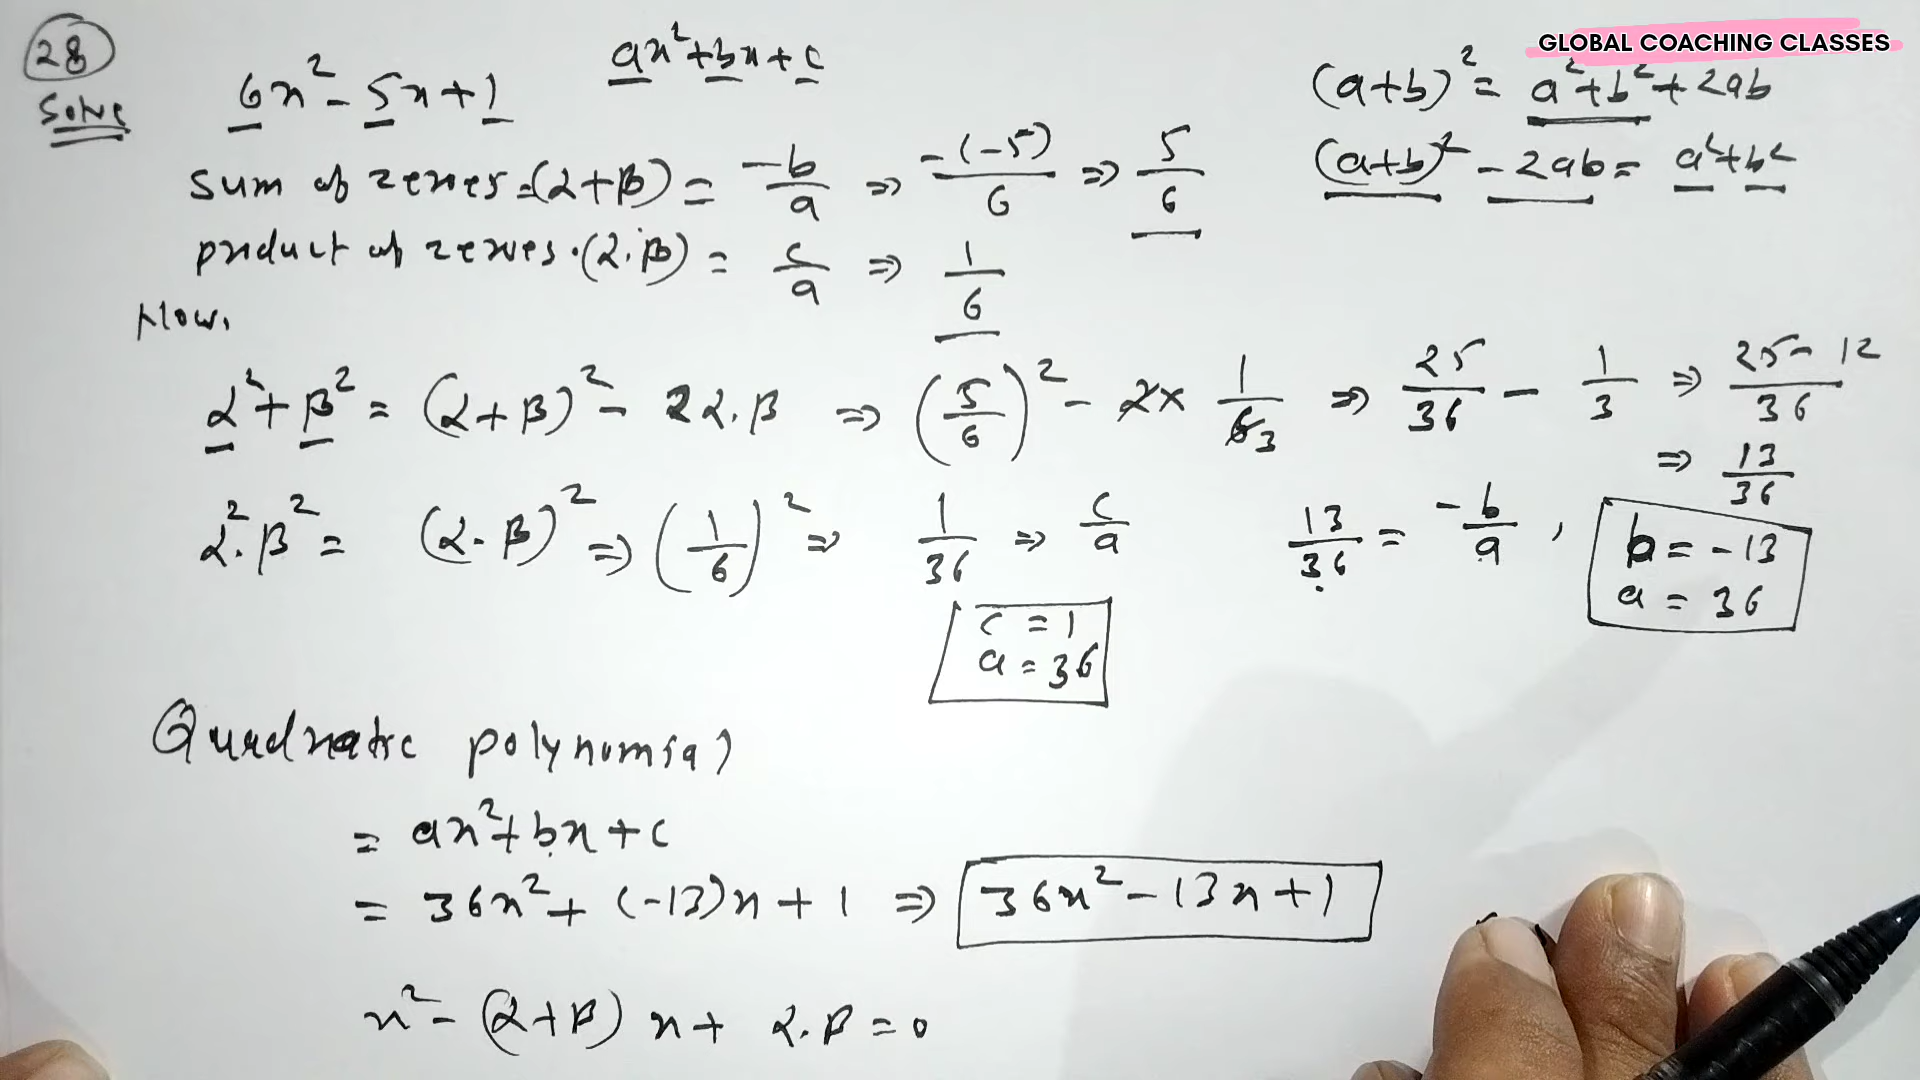 GLOBAL COACHING CLASSES
28
Solve
6x² - 5x + 1
ax² + bx + c
(a+b)² = a² + b² + 2ab
(a+b)² - 2ab = a² + b²
sum of zeroes = (α+β) = -b/a ⇒ -(-5)/6 ⇒ 5/6
product of zeroes · (α.β) = c/a ⇒ 1/6
Now,
α² + β² = (α+β)² - 2α.β ⇒ (5/6)² - 2 × 1/6 3 ⇒ 25/36 - 1/3 ⇒ 25-12/36
⇒ 13/36
α².β² = (α.β)² ⇒ (1/6)² ⇒ 1/36 ⇒ c/a
c = 1
a = 36
13/36 = -b/a ,
b = -13
a = 36
Quadratic polynomial
= ax² + bx + c
= 36x² + (-13)x + 1 ⇒ 36x² - 13x + 1
x² - (α+β) x + α.β = 0